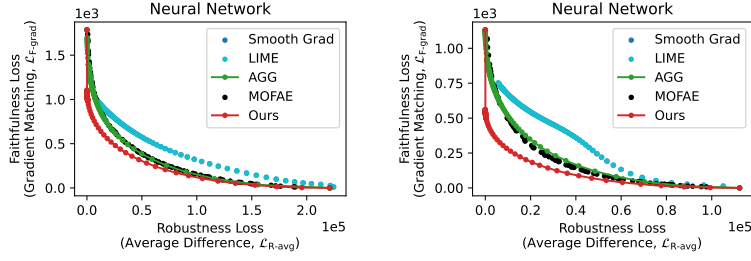 Neural Network
1e3
Faithfulness Loss
(Gradient Matching, ℒF-grad)
1.5
1.0
0.5
0.0
Smooth Grad
LIME
AGG
MOFAE
Ours
0.0
0.5
1.0
1.5
2.0
1e5
Robustness Loss
(Average Difference, ℒR-avg)
Neural Network
1e3
Faithfulness Loss
(Gradient Matching, ℒF-grad)
1.00
0.75
0.50
0.25
0.00
Smooth Grad
LIME
AGG
MOFAE
Ours
0.0
0.2
0.4
0.6
0.8
1.0
1e5
Robustness Loss
(Average Difference, ℒR-avg)